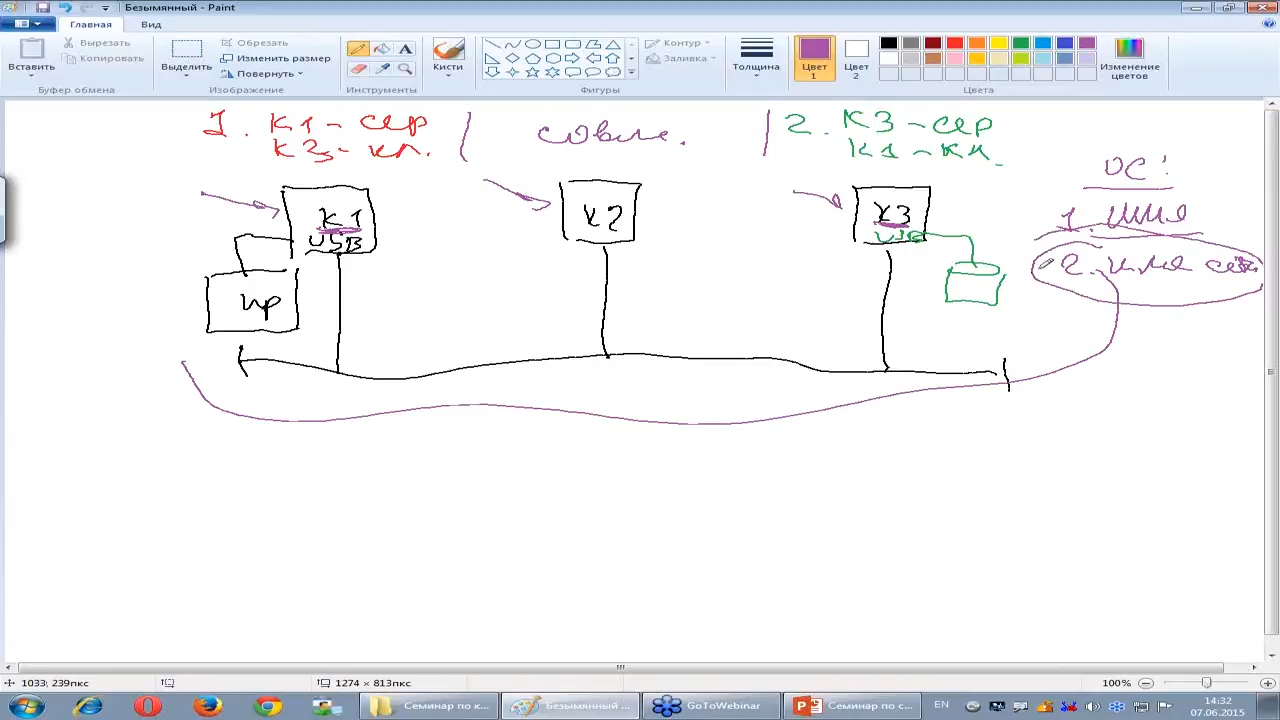 Безымянный - Paint
Главная Вид
Вставить
Вырезать
Копировать
Буфер обмена
Выделить
Обрезать
Изменить размер
Повернуть
Изображение
Инструменты
Кисти
Контур
Заливка
Фигуры
Толщина
Цвет 1
Цвет 2
Изменение цветов
Цвета
1. К1 - сер
К3 - кл.
совм.
2. К3 - сер
К1 - кл.
ОС:
1. имя
2. имя сети
К1
USB
К2
К3
USB
пр
1033; 239пкс
1274 × 813пкс
100%
Семинар по к...
Безымянный ...
GoToWebinar
Семинар по с...
EN
14:32
07.06.2015